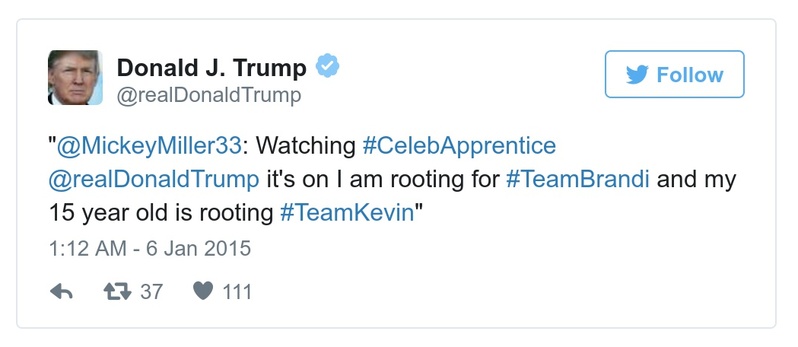 Donald J. Trump
@realDonaldTrump
Follow
"@MickeyMiller33: Watching #CelebApprentice
@realDonaldTrump it's on I am rooting for #TeamBrandi and my
15 year old is rooting #TeamKevin"
1:12 AM - 6 Jan 2015
37 111